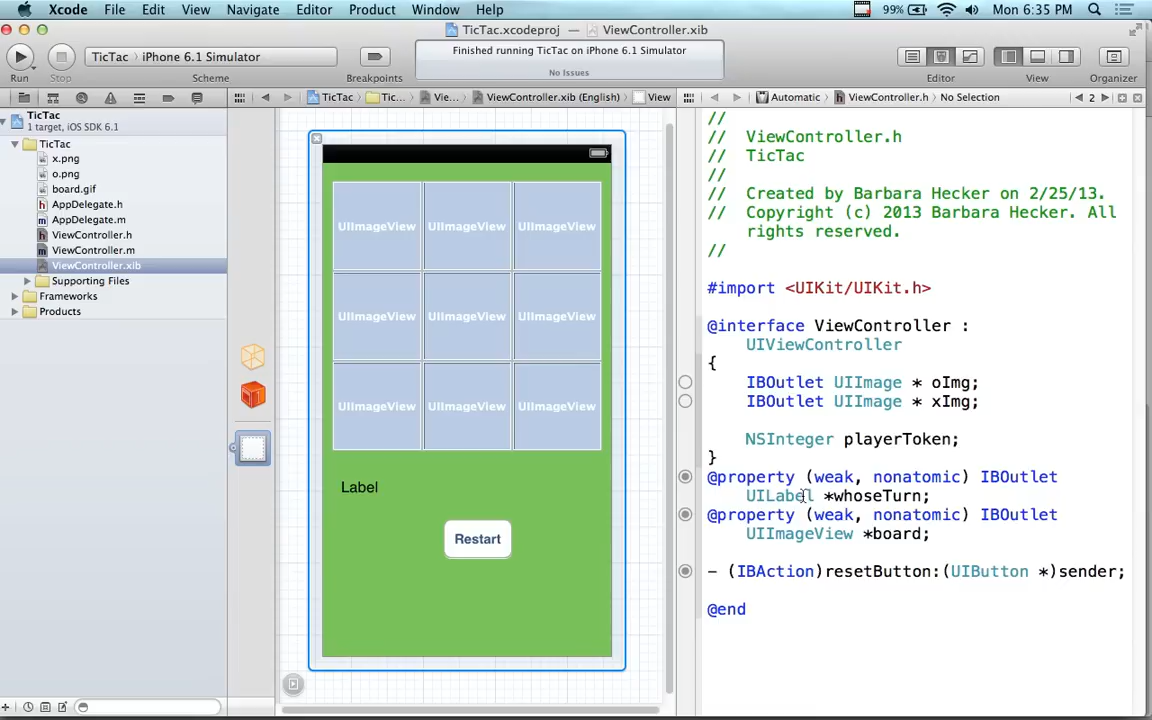 Xcode File Edit View Navigate Editor Product Window Help 99% Mon 6:35 PM
TicTac.xcodeproj — ViewController.xib
TicTac iPhone 6.1 Simulator
Finished running TicTac on iPhone 6.1 Simulator
No Issues
Run Stop Scheme Breakpoints Editor View Organizer
TicTac Tic... Vie... ViewController.xib (English) View
Automatic ViewController.h No Selection 2
TicTac
1 target, iOS SDK 6.1
TicTac
x.png
o.png
board.gif
AppDelegate.h
AppDelegate.m
ViewController.h
ViewController.m
ViewController.xib
Supporting Files
Frameworks
Products
UIImageView UIImageView UIImageView
UIImageView UIImageView UIImageView
UIImageView UIImageView UIImageView
Label
Restart
//
// ViewController.h
// TicTac
//
// Created by Barbara Hecker on 2/25/13.
// Copyright (c) 2013 Barbara Hecker. All
rights reserved.
//
#import <UIKit/UIKit.h>
@interface ViewController :
UIViewController
{
IBOutlet UIImage * oImg;
IBOutlet UIImage * xImg;
NSInteger playerToken;
}
@property (weak, nonatomic) IBOutlet
UILabel *whoseTurn;
@property (weak, nonatomic) IBOutlet
UIImageView *board;
- (IBAction)resetButton:(UIButton *)sender;
@end